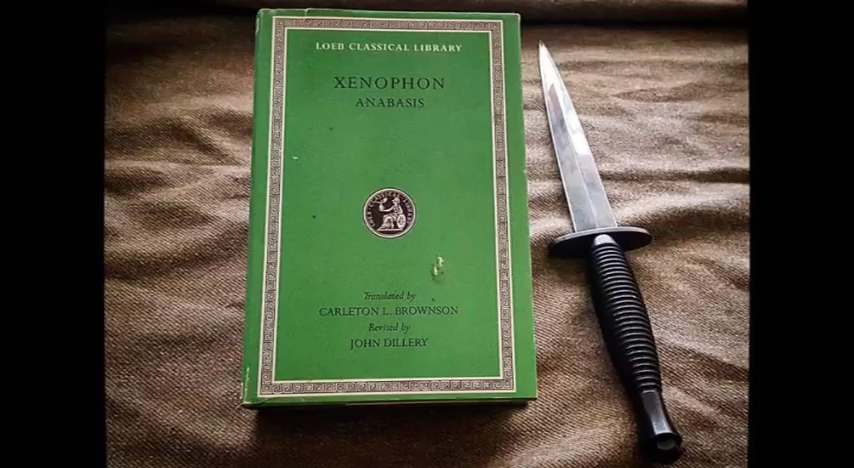 LOEB CLASSICAL LIBRARY
XENOPHON
ANABASIS
Translated by
CARLETON L. BROWNSON
Revised by
JOHN DILLERY